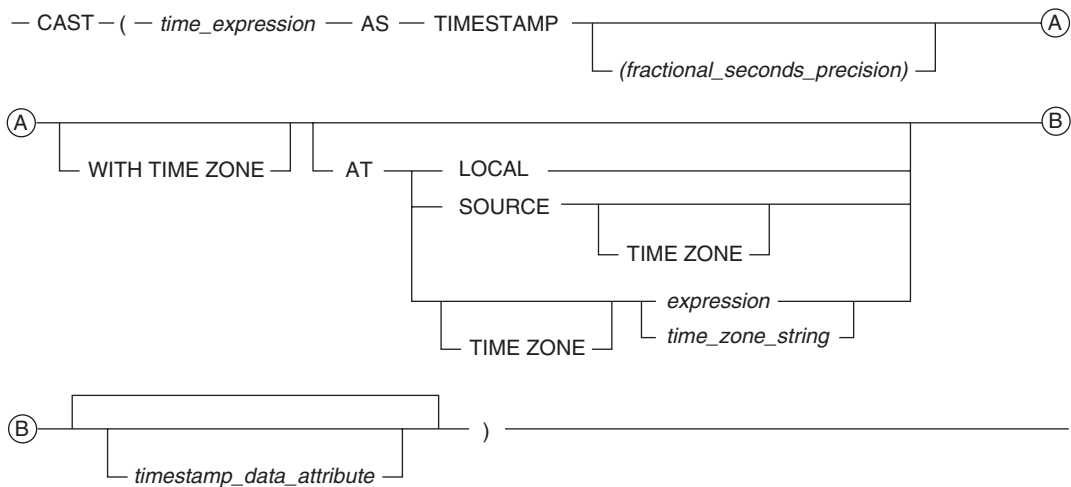 CAST ( time_expression AS TIMESTAMP A
(fractional_seconds_precision)
A B
WITH TIME ZONE AT LOCAL
SOURCE
TIME ZONE
expression
TIME ZONE time_zone_string
B )
timestamp_data_attribute